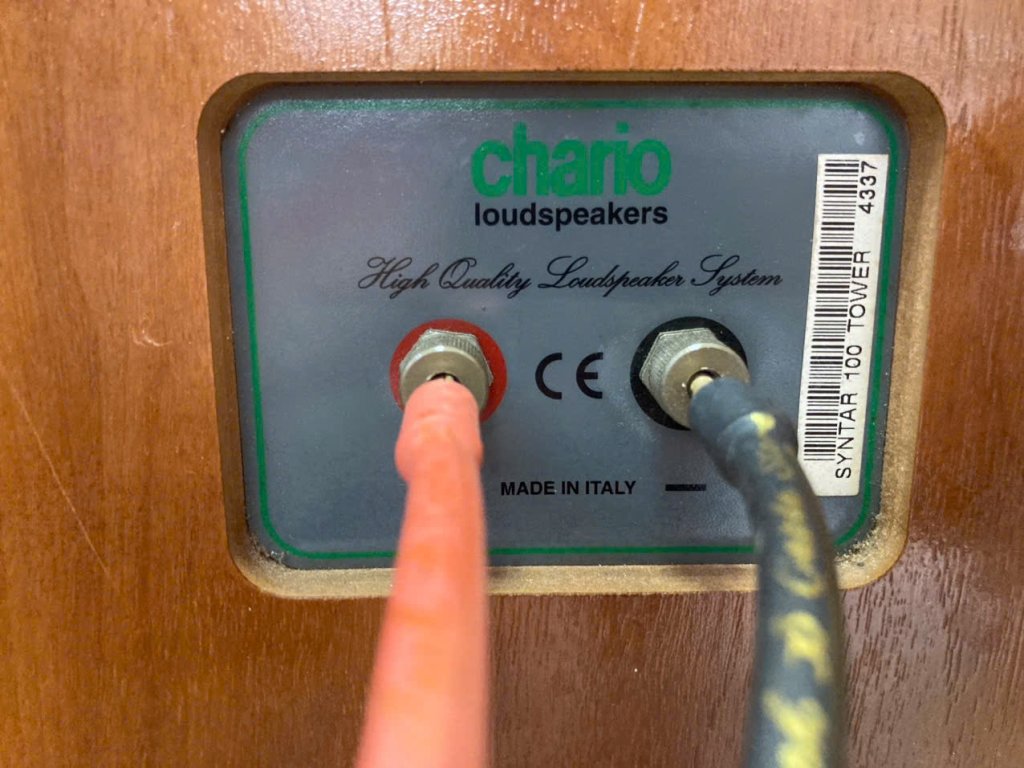 chario
loudspeakers
High Quality Loudspeaker System
CE
MADE IN ITALY
SYNTAR 100 TOWER 4337